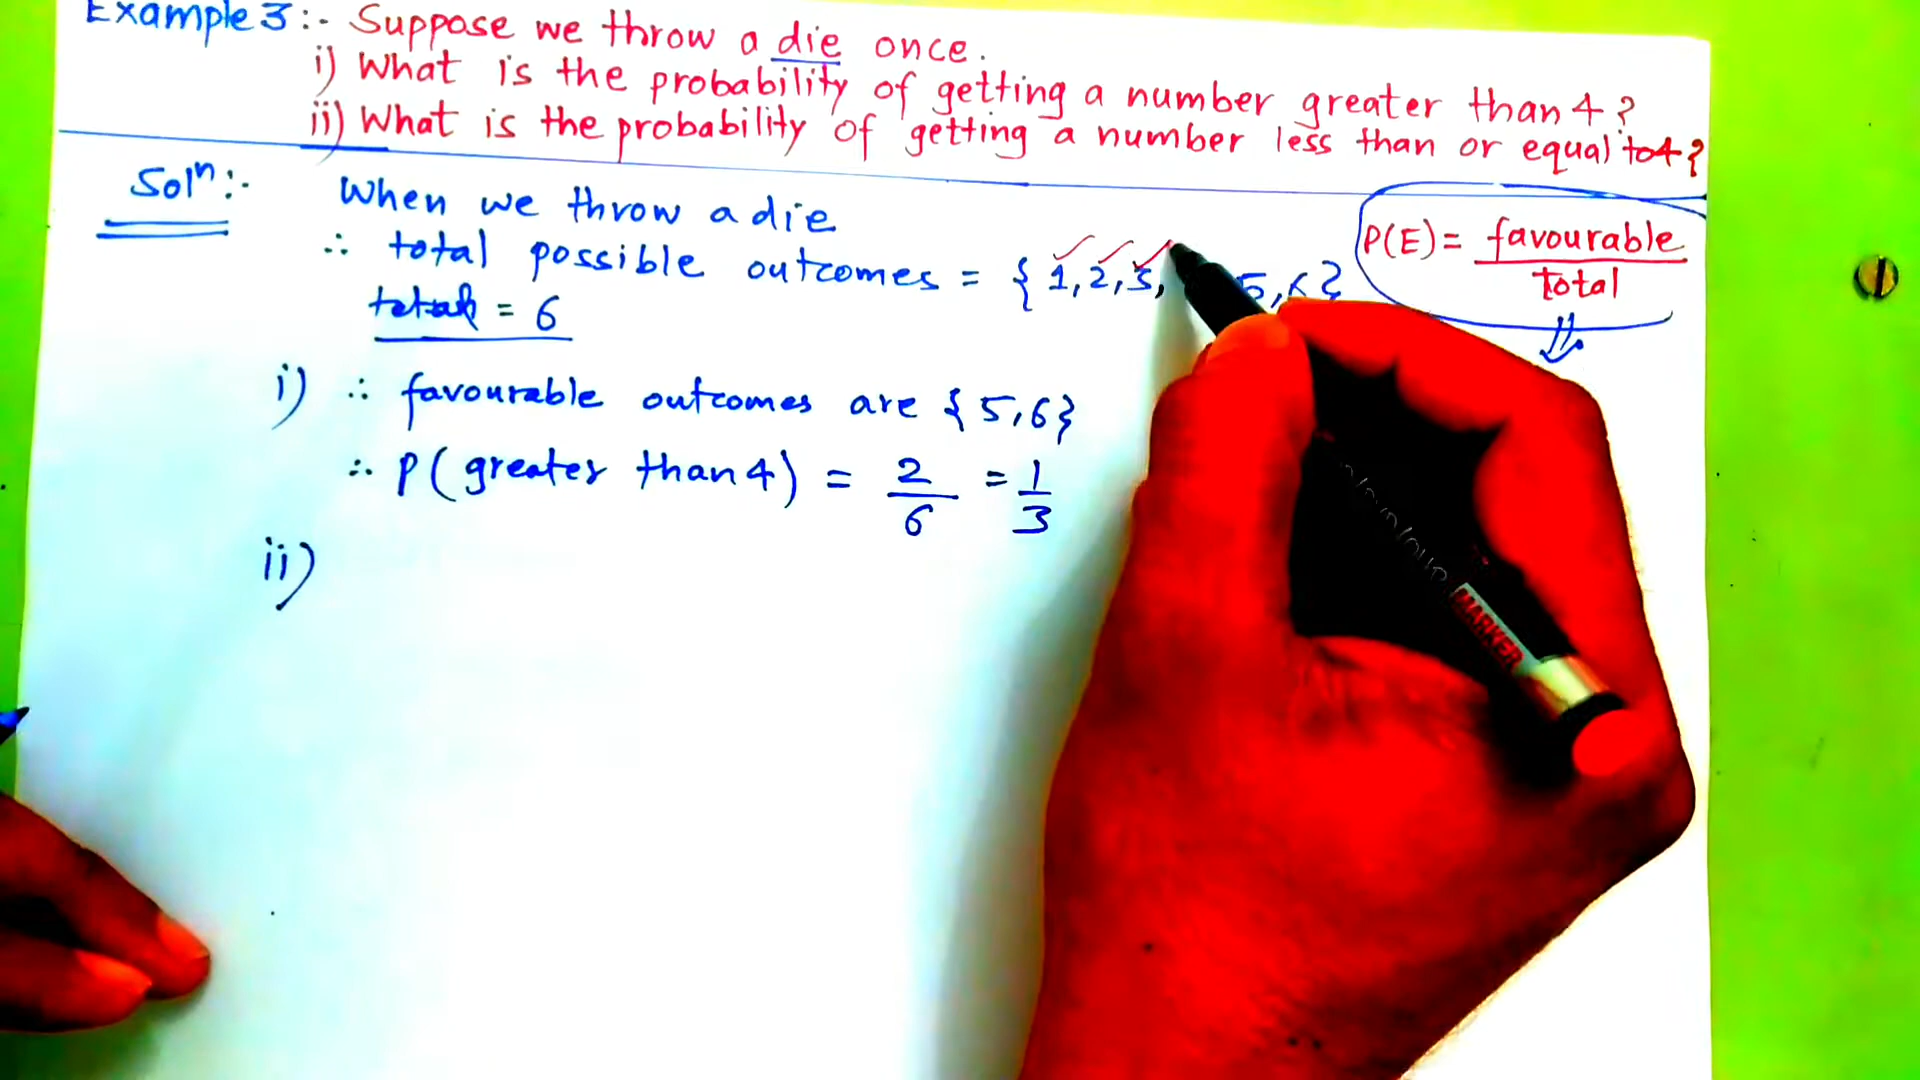 Example 3:- Suppose we throw a die once.
i) What is the probability of getting a number greater than 4?
ii) What is the probability of getting a number less than or equal to 4?
Solⁿ:- When we throw a die
∴ total possible outcomes = { 1, 2, 3, 5, 6 }
total = 6
P(E) = favourable
Total
i) ∴ favourable outcomes are { 5, 6 }
∴ P(greater than 4) = 2/6 = 1/3
ii)
MARKER